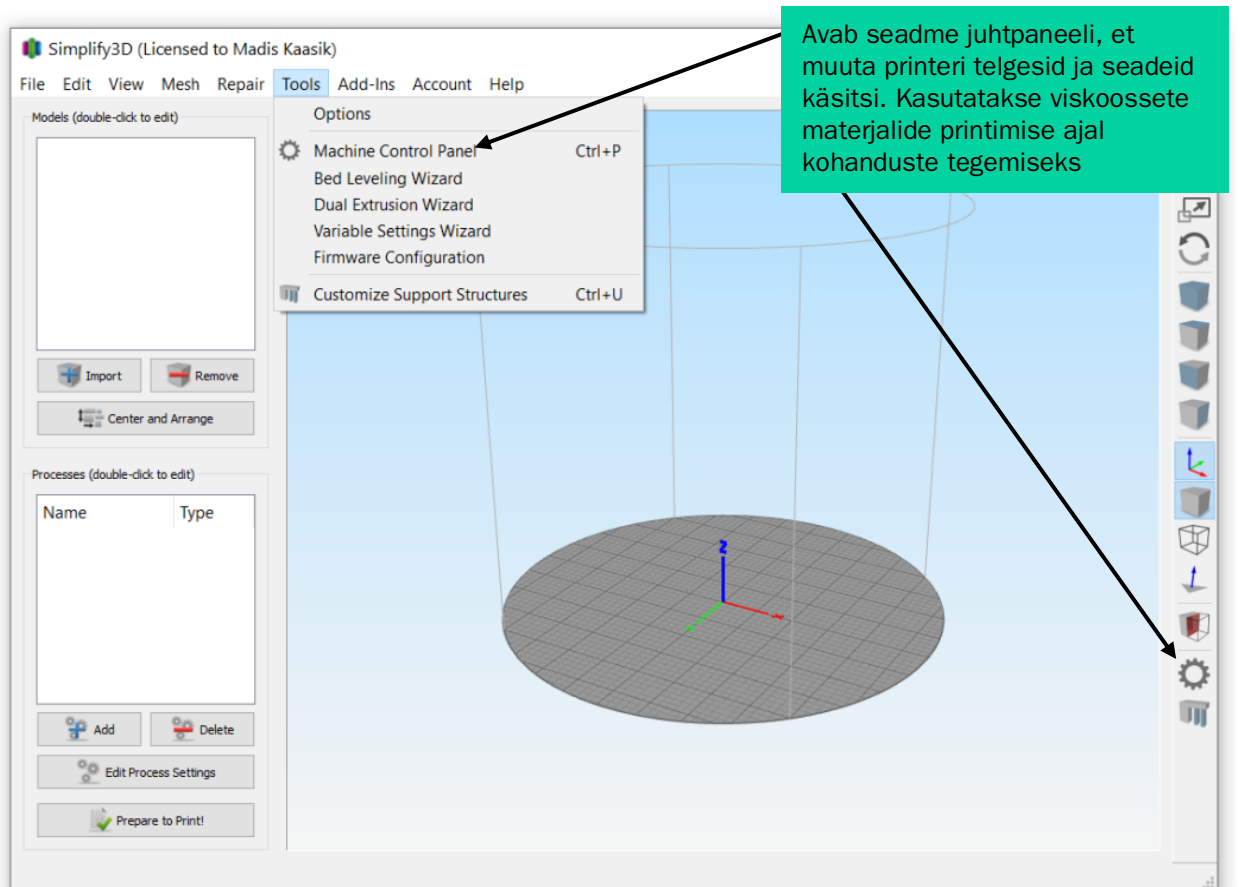 Simplify3D (Licensed to Madis Kaasik)
File Edit View Mesh Repair Tools Add-Ins Account Help
Avab seadme juhtpaneeli, et
muuta printeri telgesid ja seadeid
käsitsi. Kasutatakse viskoossete
materjalide printimise ajal
kohanduste tegemiseks
Options
Machine Control Panel Ctrl+P
Bed Leveling Wizard
Dual Extrusion Wizard
Variable Settings Wizard
Firmware Configuration
Customize Support Structures Ctrl+U
Models (double-click to edit)
Import Remove
Center and Arrange
Processes (double-click to edit)
Name Type
Add Delete
Edit Process Settings
Prepare to Print!
Z